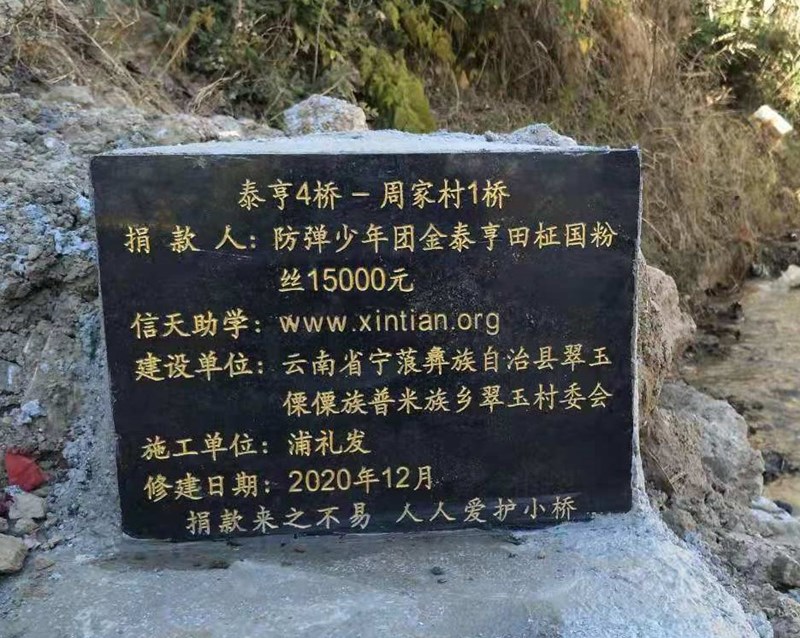 泰亨4桥－周家村1桥
捐款人：防弹少年团金泰亨田柾国粉
丝15000元
信天助学：www.xintian.org
建设单位：云南省宁蒗彝族自治县翠玉
傈僳族普米族乡翠玉村委会
施工单位：浦礼发
修建日期：2020年12月
捐款来之不易 人人爱护小桥